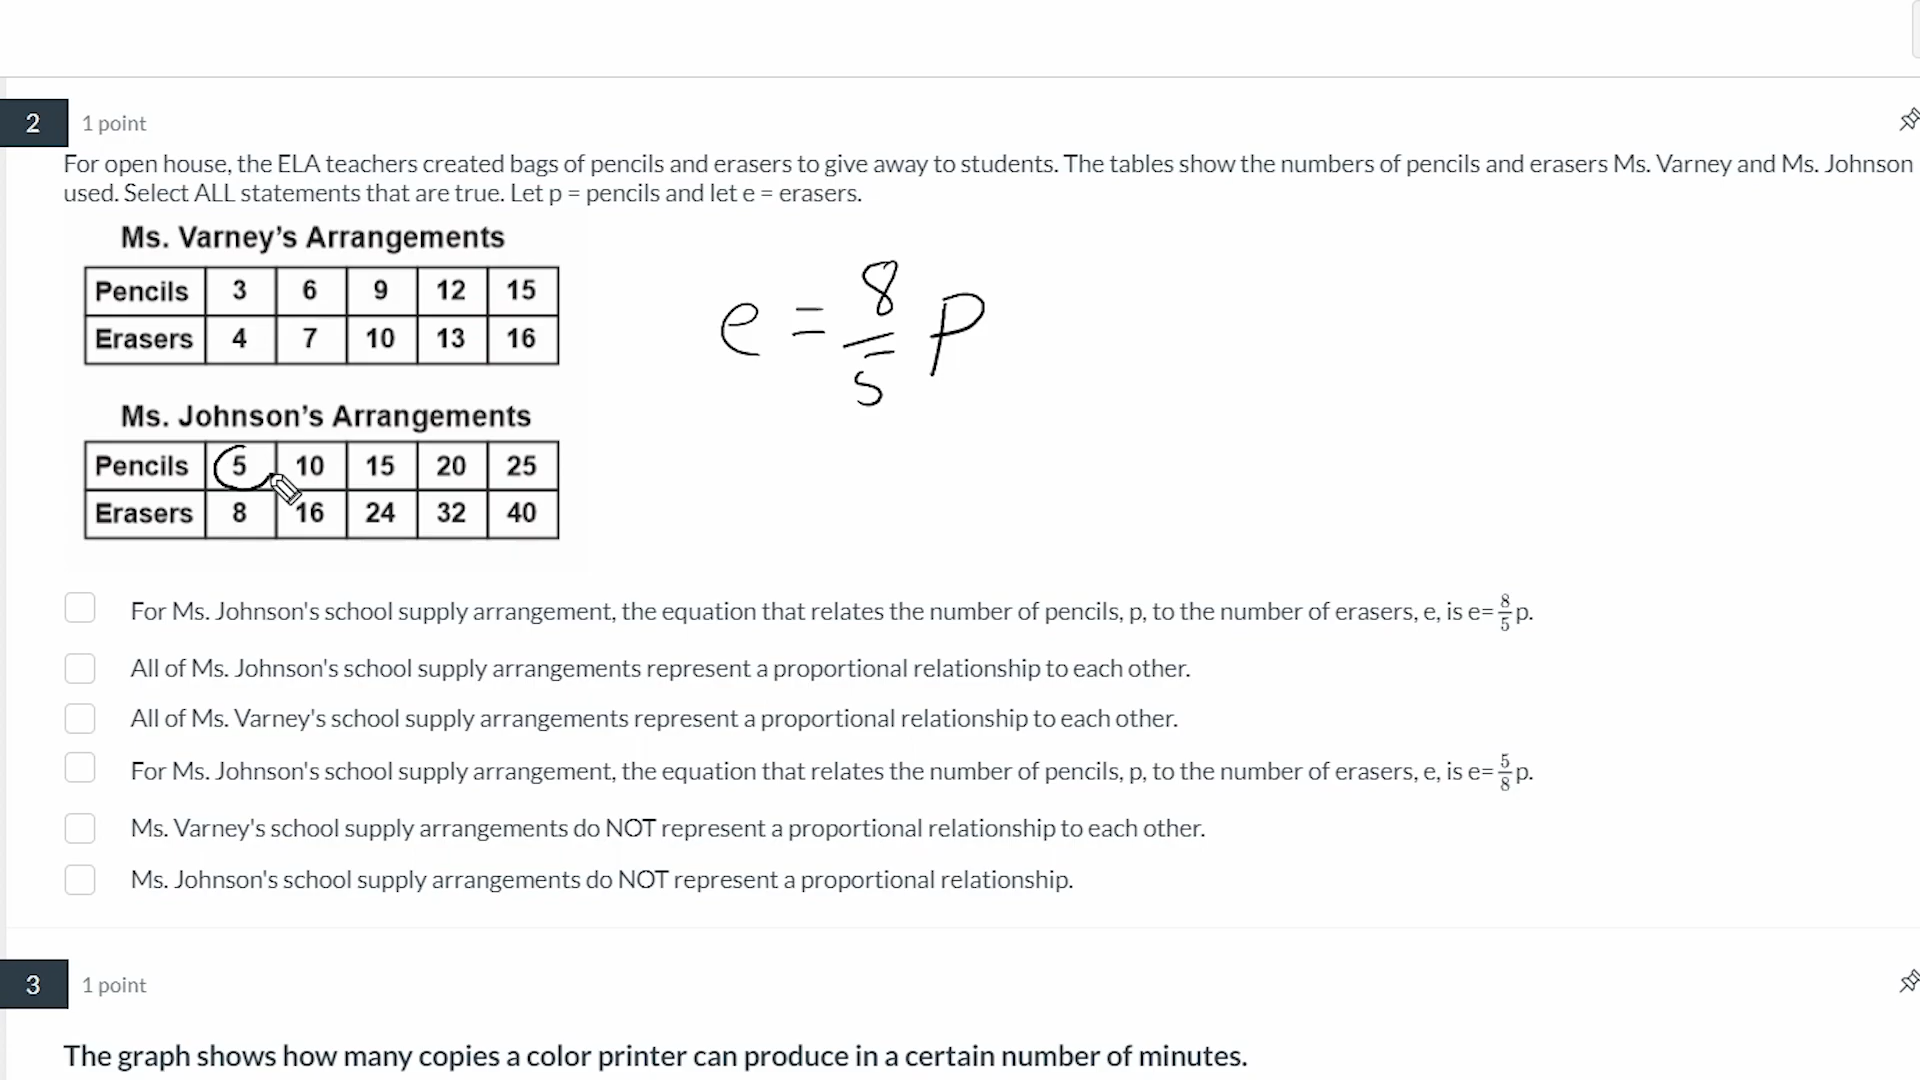 2 1 point
For open house, the ELA teachers created bags of pencils and erasers to give away to students. The tables show the numbers of pencils and erasers Ms. Varney and Ms. Johnson
used. Select ALL statements that are true. Let p = pencils and let e = erasers.
Ms. Varney's Arrangements
Pencils 3 6 9 12 15
Erasers 4 7 10 13 16
e = 8/5 p
Ms. Johnson's Arrangements
Pencils 5 10 15 20 25
Erasers 8 16 24 32 40
For Ms. Johnson's school supply arrangement, the equation that relates the number of pencils, p, to the number of erasers, e, is e=8/5p.
All of Ms. Johnson's school supply arrangements represent a proportional relationship to each other.
All of Ms. Varney's school supply arrangements represent a proportional relationship to each other.
For Ms. Johnson's school supply arrangement, the equation that relates the number of pencils, p, to the number of erasers, e, is e=5/8p.
Ms. Varney's school supply arrangements do NOT represent a proportional relationship to each other.
Ms. Johnson's school supply arrangements do NOT represent a proportional relationship.
3 1 point
The graph shows how many copies a color printer can produce in a certain number of minutes.